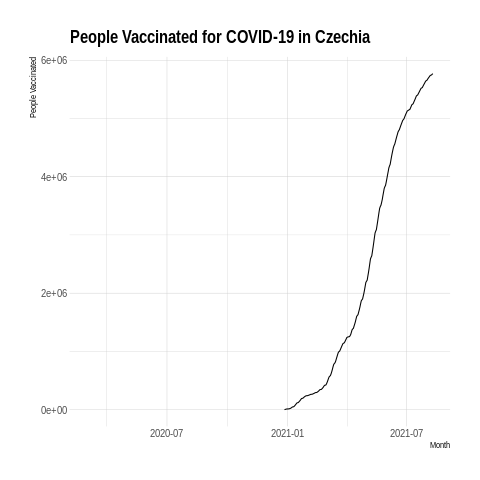 People Vaccinated for COVID-19 in Czechia
People Vaccinated
6e+06
4e+06
2e+06
0e+00
2020-07
2021-01
2021-07
Month